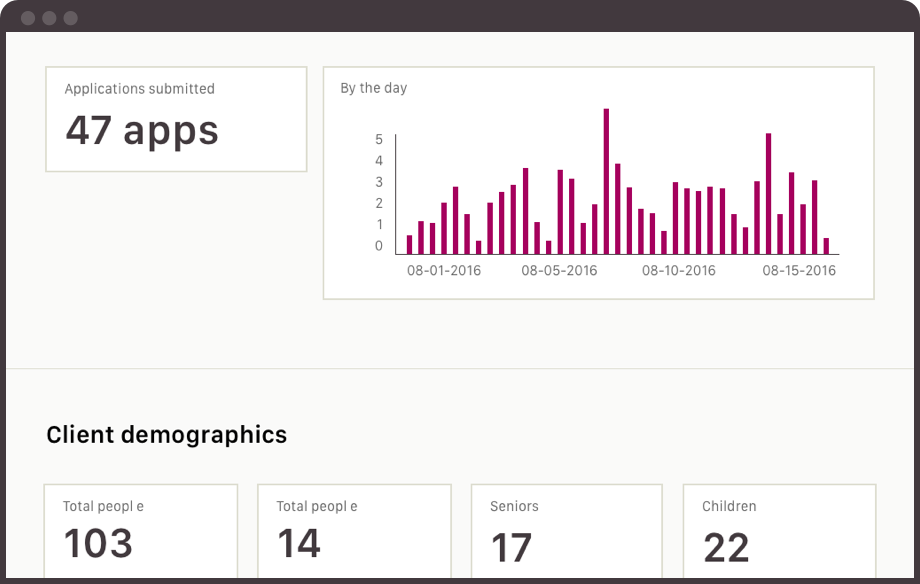 Applications submitted
47 apps
By the day
5
4
3
2
1
0
08-01-2016 08-05-2016 08-10-2016 08-15-2016
Client demographics
Total peopl e
103
Total peopl e
14
Seniors
17
Children
22